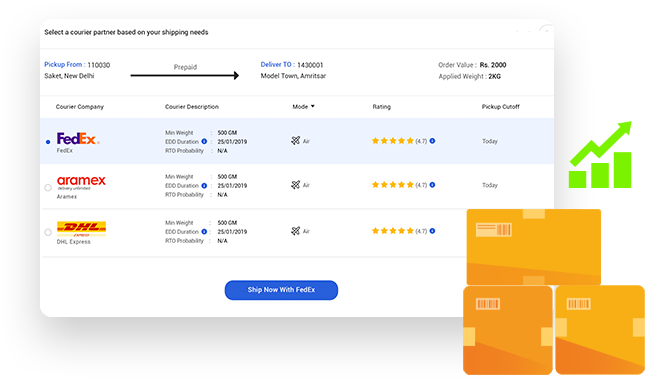 Select a courier partner based on your shipping needs
Pickup From : 110030
Prepaid
Deliver TO : 1430001
Order Value : Rs. 2000
Saket, New Delhi
Model Town, Amritsar
Applied Weight : 2KG
Courier Company Courier Description Mode Rating Pickup Cutoff
FedEx
FedEx
Min Weight : 500 GM
EDD Duration : 25/01/2019
RTO Probability : N/A
Air
(4.7)
Today
aramex
delivery unlimited
Aramex
Min Weight : 500 GM
EDD Duration : 25/01/2019
RTO Probability : N/A
Air
(4.7)
Today
DHL
EXPRESS
DHL Express
Min Weight : 500 GM
EDD Duration : 25/01/2019
RTO Probability : N/A
Air
(4.7)
Ship Now With FedEx